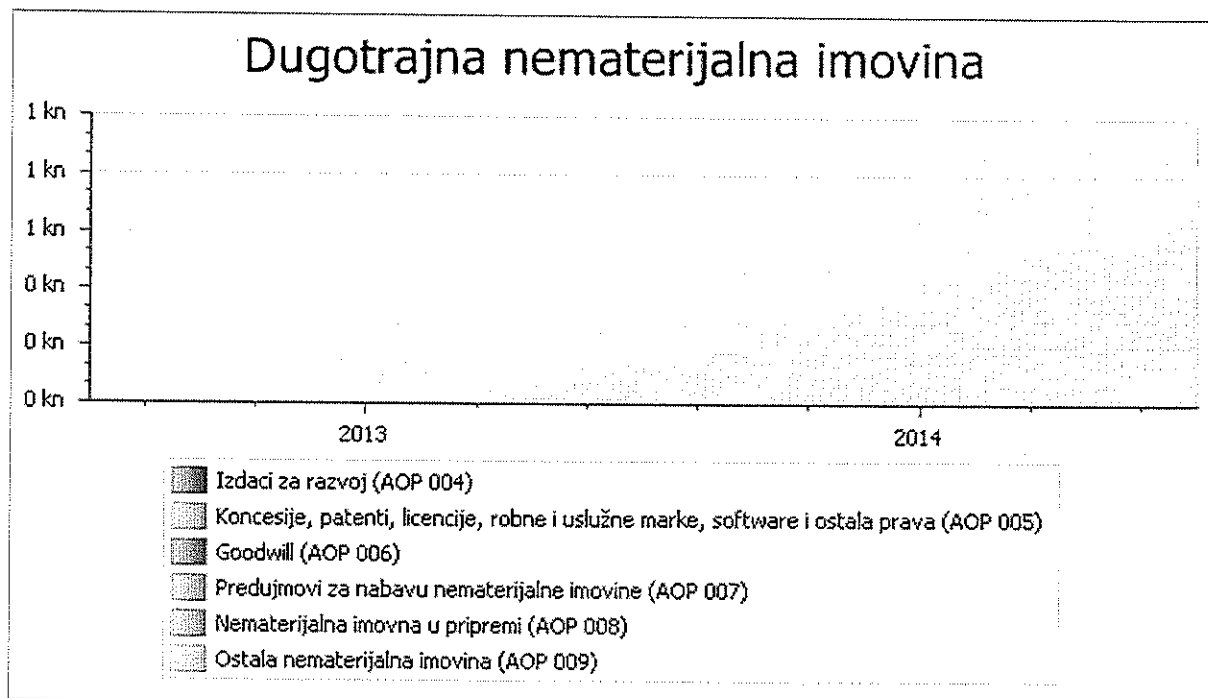 Dugotrajna nematerijalna imovina
1 kn
1 kn
1 kn
0 kn
0 kn
0 kn
2013
2014
Izdaci za razvoj (AOP 004)
Koncesije, patenti, licencije, robne i uslužne marke, software i ostala prava (AOP 005)
Goodwill (AOP 006)
Predujmovi za nabavu nematerijalne imovine (AOP 007)
Nematerijalna imovna u pripremi (AOP 008)
Ostala nematerijalna imovina (AOP 009)